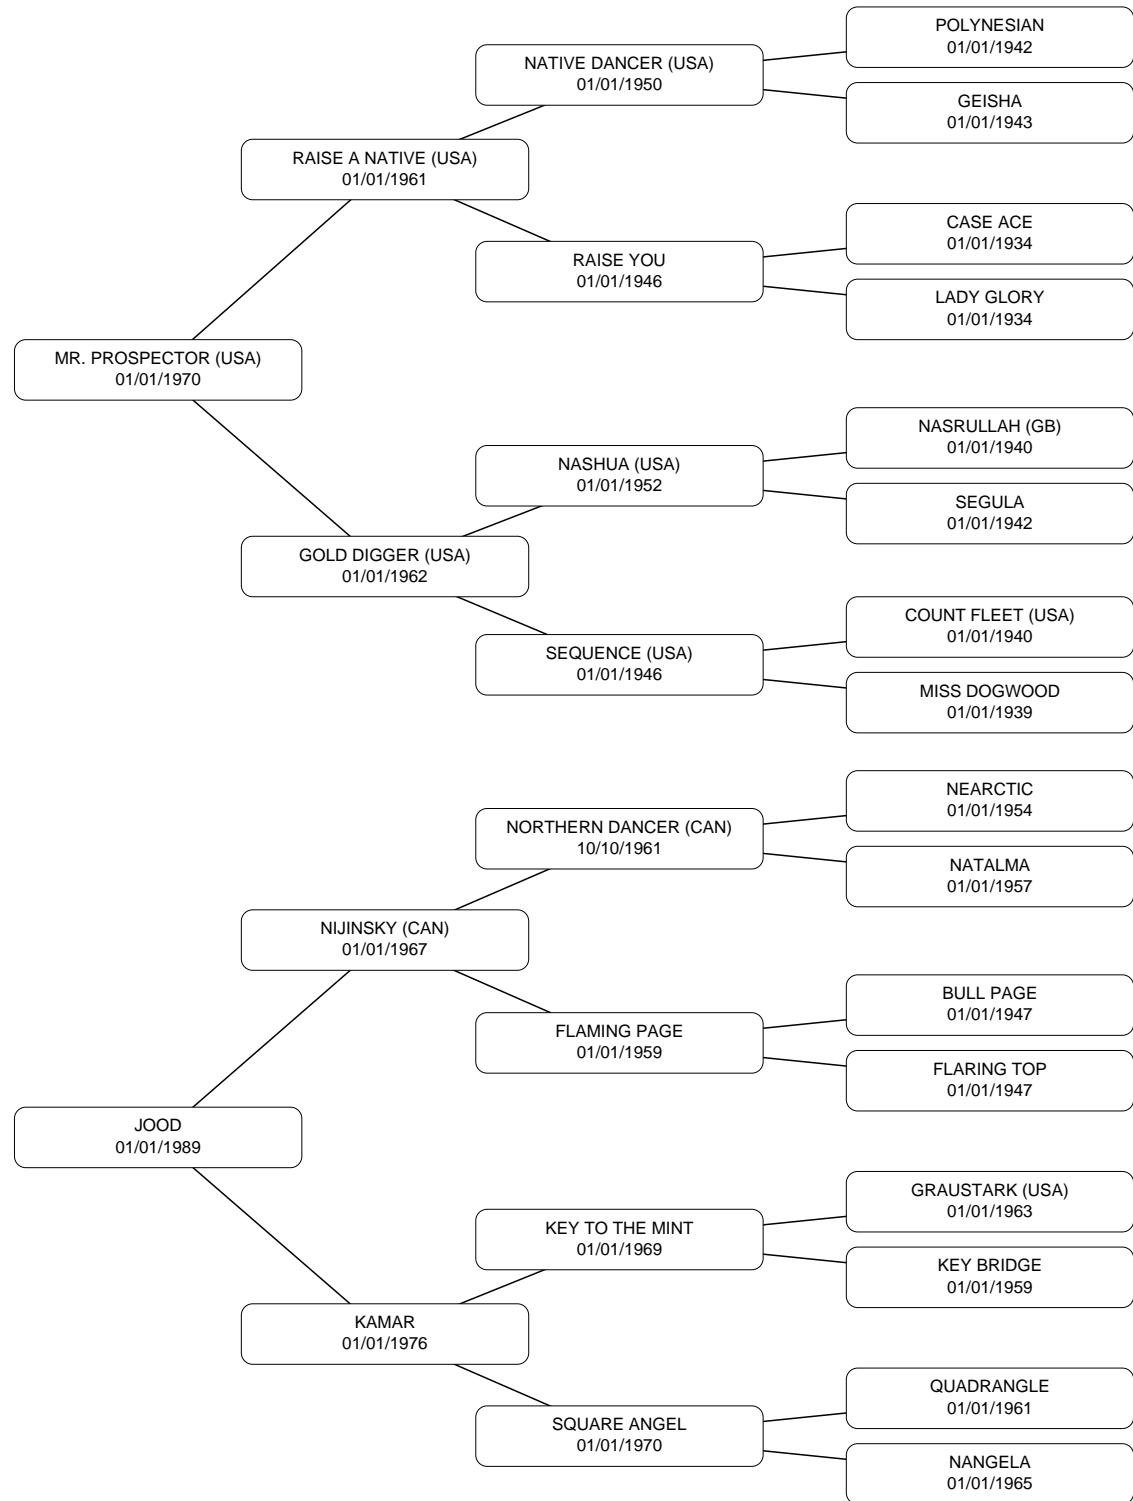 POLYNESIAN
01/01/1942
NATIVE DANCER (USA)
01/01/1950
GEISHA
01/01/1943
RAISE A NATIVE (USA)
01/01/1961
CASE ACE
01/01/1934
RAISE YOU
01/01/1946
LADY GLORY
01/01/1934
MR. PROSPECTOR (USA)
01/01/1970
NASRULLAH (GB)
01/01/1940
NASHUA (USA)
01/01/1952
SEGULA
01/01/1942
GOLD DIGGER (USA)
01/01/1962
COUNT FLEET (USA)
01/01/1940
SEQUENCE (USA)
01/01/1946
MISS DOGWOOD
01/01/1939
NEARCTIC
01/01/1954
NORTHERN DANCER (CAN)
10/10/1961
NATALMA
01/01/1957
NIJINSKY (CAN)
01/01/1967
BULL PAGE
01/01/1947
FLAMING PAGE
01/01/1959
FLARING TOP
01/01/1947
JOOD
01/01/1989
GRAUSTARK (USA)
01/01/1963
KEY TO THE MINT
01/01/1969
KEY BRIDGE
01/01/1959
KAMAR
01/01/1976
QUADRANGLE
01/01/1961
SQUARE ANGEL
01/01/1970
NANGELA
01/01/1965